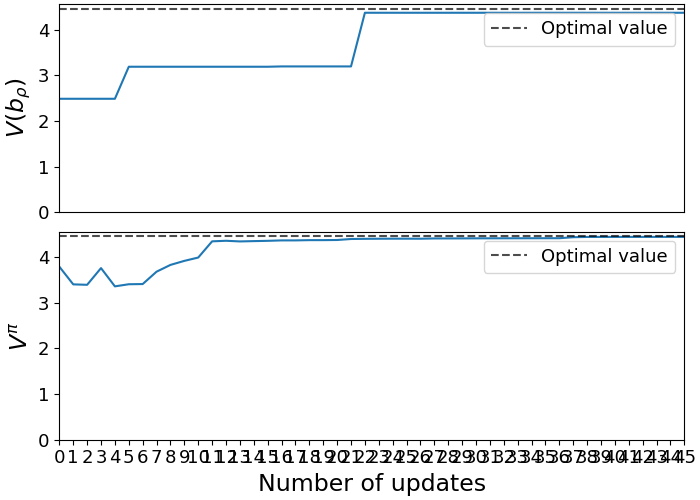 4
3
2
1
0
V(bρ)
Optimal value
4
3
2
1
0
Vπ
Optimal value
0 1 2 3 4 5 6 7 8 9 10 11 12 13 14 15 16 17 18 19 20 21 22 23 24 25 26 27 28 29 30 31 32 33 34 35 36 37 38 39 40 41 42 43 44 45
Number of updates